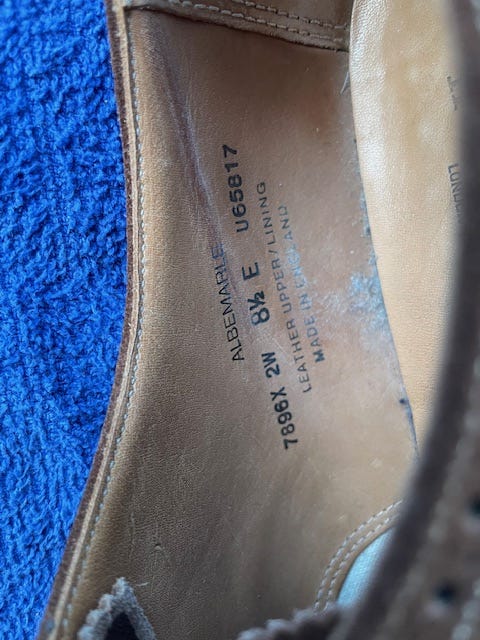 ALBEMARLE U65817
7896X 2W 8½ E
LEATHER UPPER/LINING
MADE IN ENGLAND